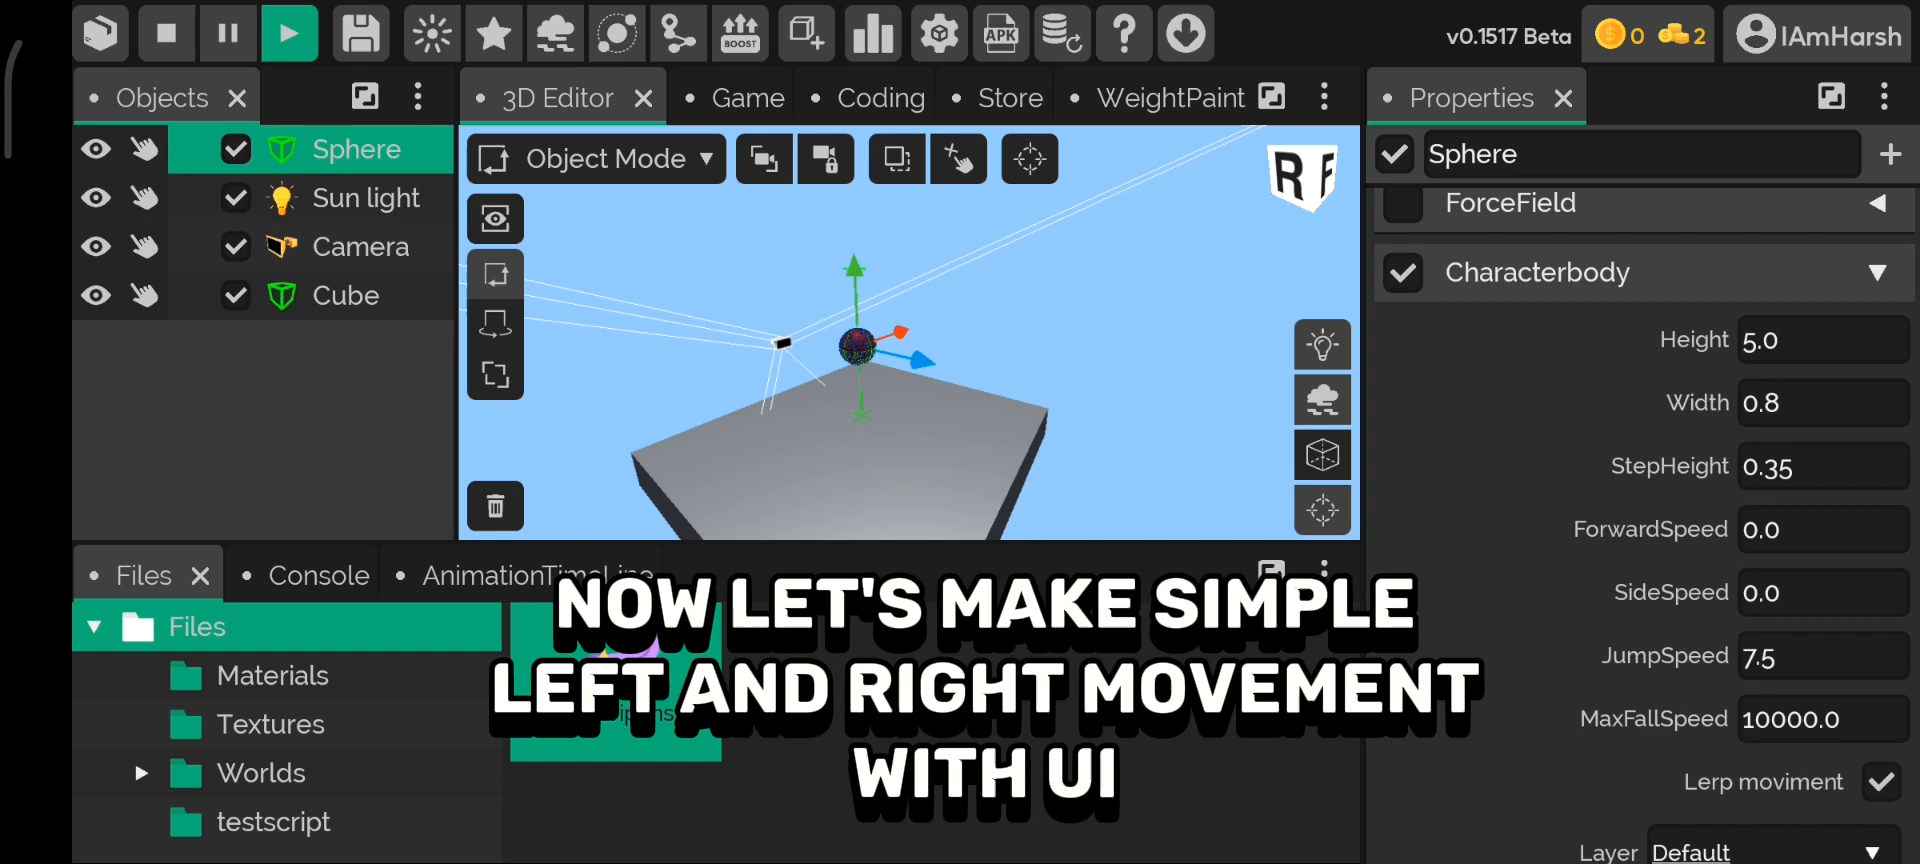 BOOST
APK
v0.1517 Beta
0
2
IAmHarsh
Objects
3D Editor
Game
Coding
Store
WeightPaint
Properties
Sphere
Sun light
Camera
Cube
Object Mode
R F
Sphere
ForceField
Characterbody
Height 5.0
Width 0.8
StepHeight 0.35
ForwardSpeed 0.0
SideSpeed 0.0
JumpSpeed 7.5
MaxFallSpeed 10000.0
Lerp moviment
Layer Default
Files
Console
AnimationTimeLine
Files
Materials
Textures
Worlds
testscript
NOW LET'S MAKE SIMPLE
LEFT AND RIGHT MOVEMENT
WITH UI